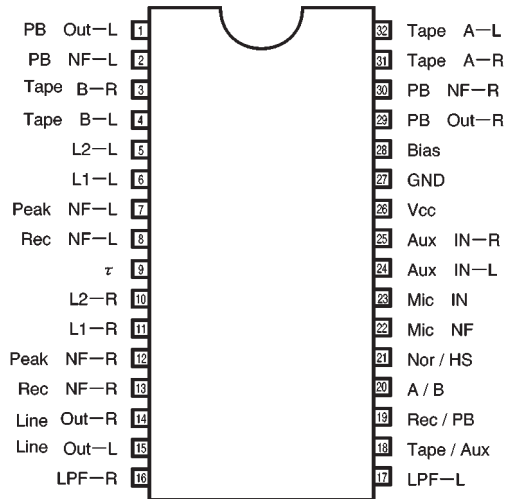 PB Out-L 1
PB NF-L 2
Tape B-R 3
Tape B-L 4
L2-L 5
L1-L 6
Peak NF-L 7
Rec NF-L 8
τ 9
L2-R 10
L1-R 11
Peak NF-R 12
Rec NF-R 13
Line Out-R 14
Line Out-L 15
LPF-R 16
32 Tape A-L
31 Tape A-R
30 PB NF-R
29 PB Out-R
28 Bias
27 GND
26 Vcc
25 Aux IN-R
24 Aux IN-L
23 Mic IN
22 Mic NF
21 Nor / HS
20 A / B
19 Rec / PB
18 Tape / Aux
17 LPF-L